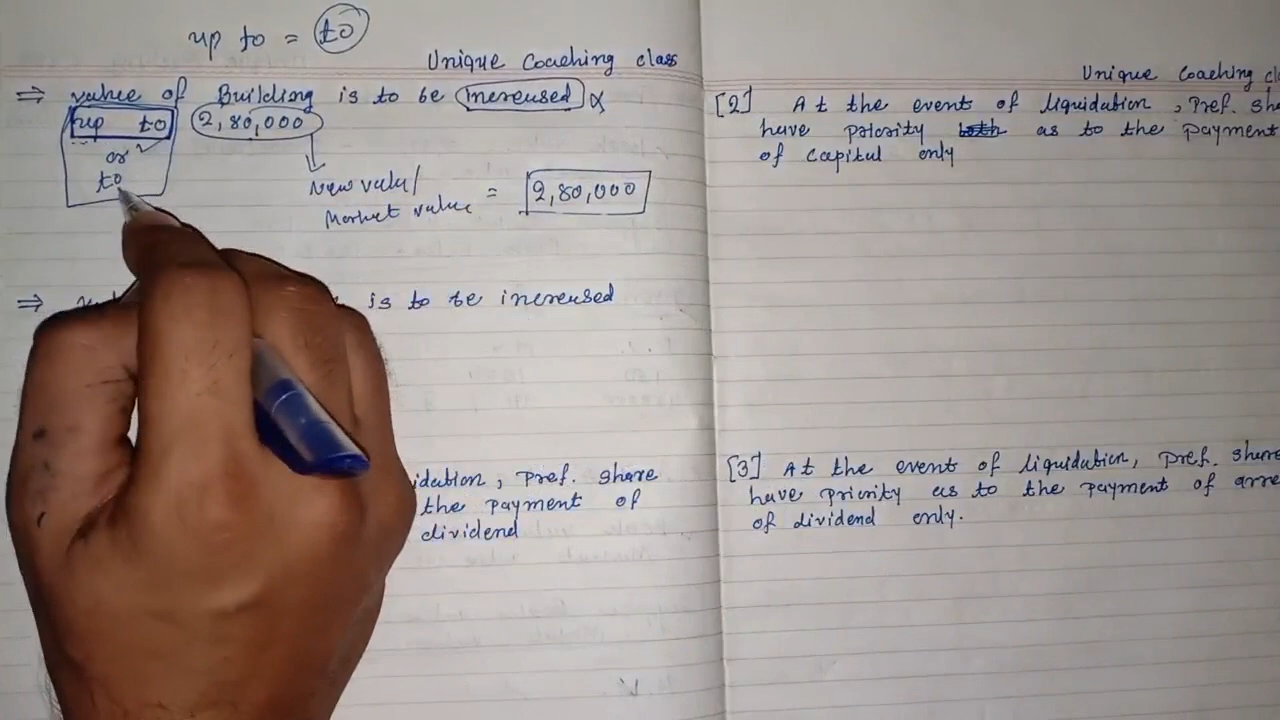 up to = to
Unique Coaching class
⇒ value of Building is to be increused
up to 2,80,000
or
to
New value/
Market value = 2,80,000
⇒ is to be increused
idation, Pref. share
the payment of
dividend
Unique Coaching cl
[2] At the event of liquidation, Pref. sh
have priority as to the payment
of capital only
[3] At the event of liquidation, Pref. share
have priority as to the payment of arre
of dividend only.